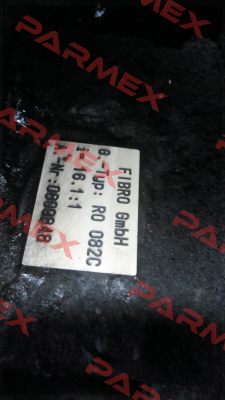 FIBRO GmbH
G.-Typ: RO 082C
i: 16.1:1
PARMEX
PARMEX
PARMEX
PARMEX